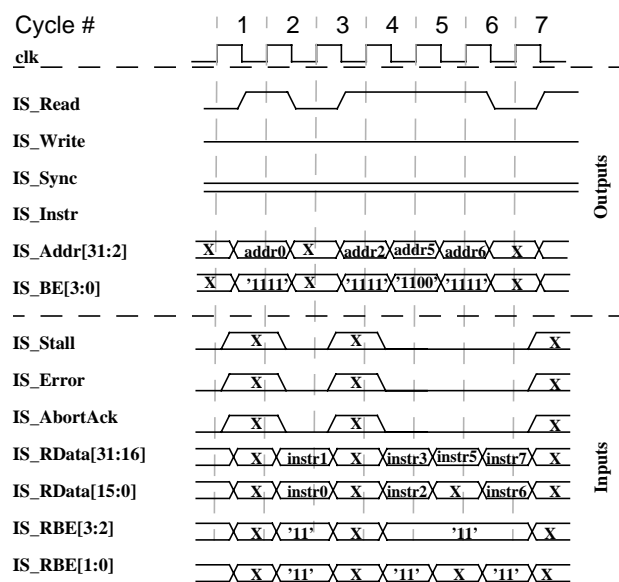 Cycle # 1 2 3 4 5 6 7
clk
IS_Read
IS_Write
IS_Sync
IS_Instr
IS_Addr[31:2] X addr0 X addr2 addr5 addr6 X
IS_BE[3:0] X '1111' X '1111' '1100' '1111' X
Outputs
IS_Stall X X X
IS_Error X X X
IS_AbortAck X X X
IS_RData[31:16] X instr1 X instr3 instr5 instr7 X
IS_RData[15:0] X instr0 X instr2 X instr6 X
IS_RBE[3:2] X '11' X '11' X
IS_RBE[1:0] X '11' X '11' X '11' X
Inputs